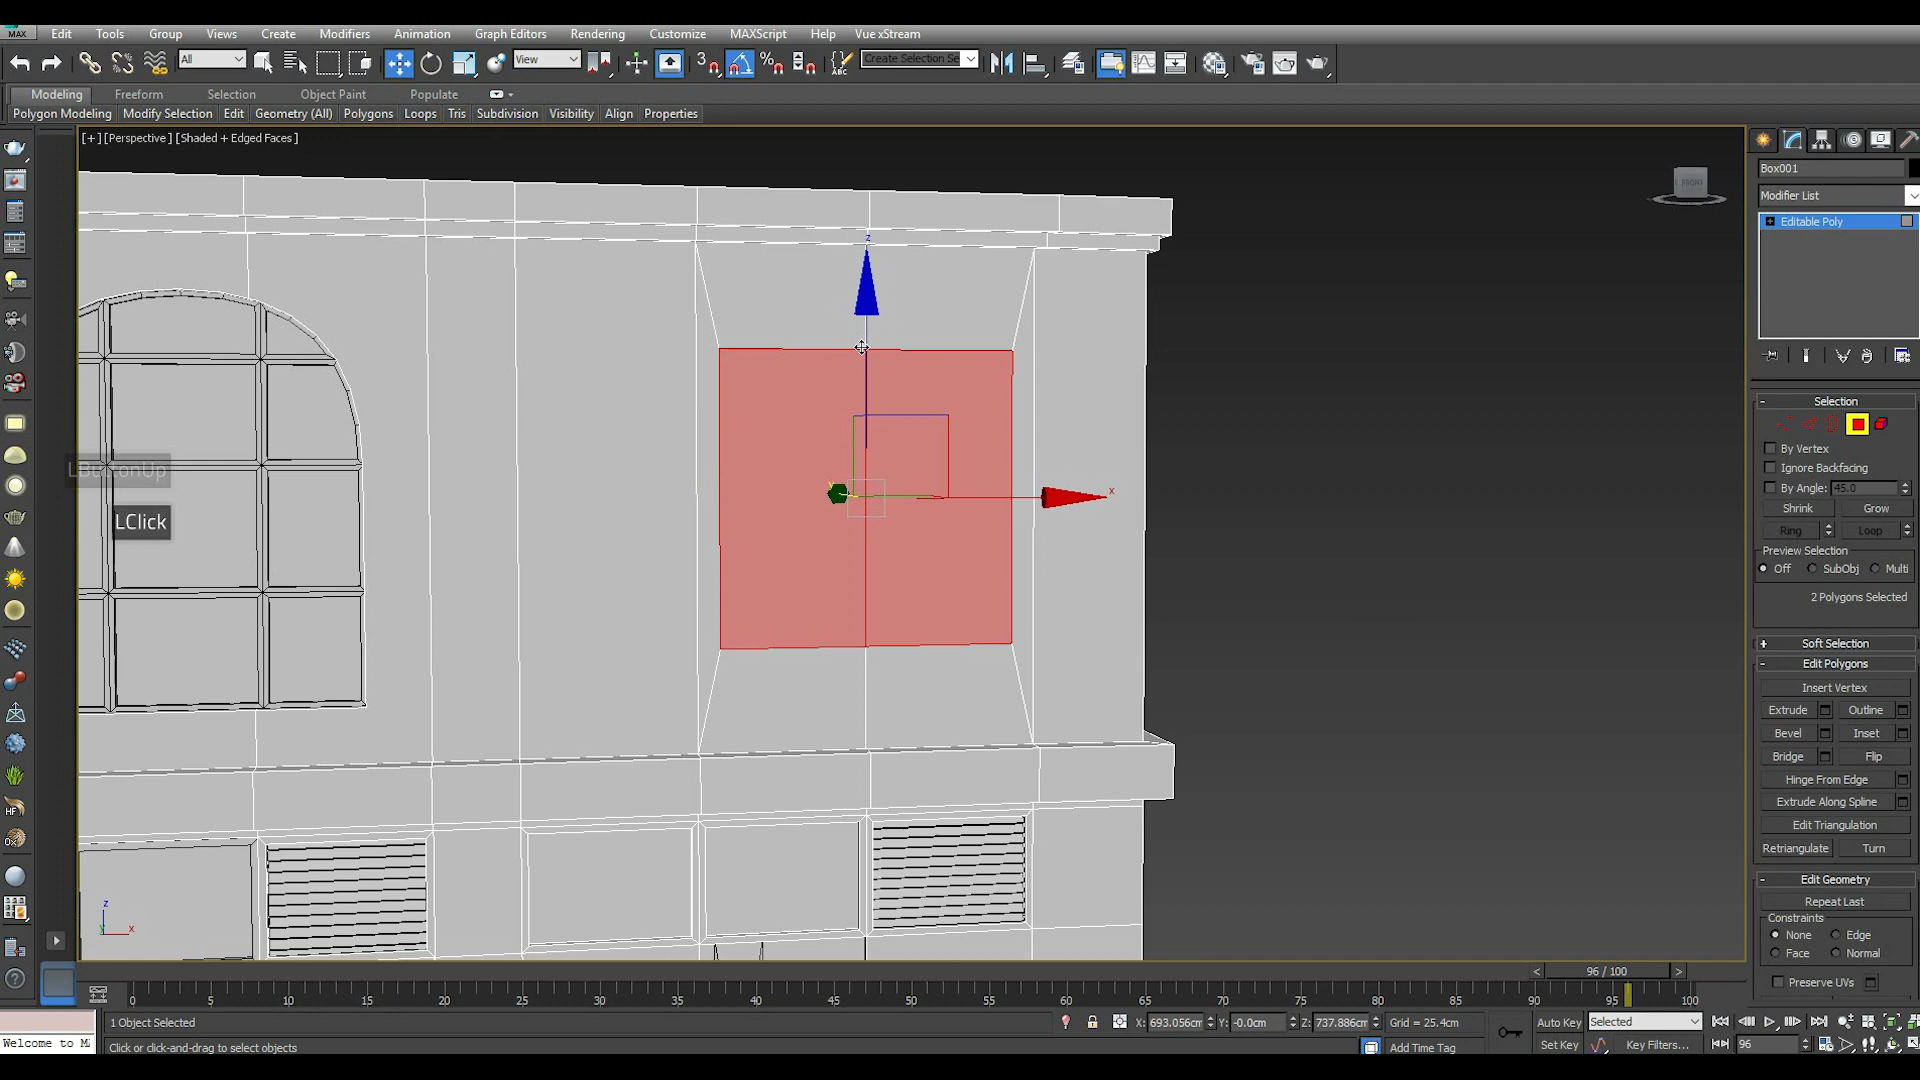 MAX Edit Tools Group Views Create Modifiers Animation Graph Editors Rendering Customize MAXScript Help Vue xStream
All View 3 % ABC Create Selection Se
Modeling Freeform Selection Object Paint Populate
Polygon Modeling Modify Selection Edit Geometry (All) Polygons Loops Tris Subdivision Visibility Align Properties
[+] [Perspective] [Shaded + Edged Faces]
FRONT
Box001
Modifier List
Editable Poly
z
x
y
LButtonUp
LClick
Selection
By Vertex
Ignore Backfacing
By Angle: 45.0
Shrink Grow
Ring Loop
Preview Selection
Off SubObj Multi
2 Polygons Selected
Soft Selection
Edit Polygons
Insert Vertex
Extrude Outline
Bevel Inset
Bridge Flip
Hinge From Edge
Extrude Along Spline
Edit Triangulation
Retriangulate Turn
Edit Geometry
Repeat Last
Constraints
None Edge
Face Normal
Preserve UVs
HF
z
y x
< 96 / 100 >
0 5 10 15 20 25 30 35 40 45 50 55 60 65 70 75 80 85 90 95 100
1 Object Selected X: 693.056cm Y: -0.0cm Z: 737.886cm Grid = 25.4cm Auto Key Selected
Welcome to MA Click or click-and-drag to select objects Add Time Tag Set Key Key Filters... 96